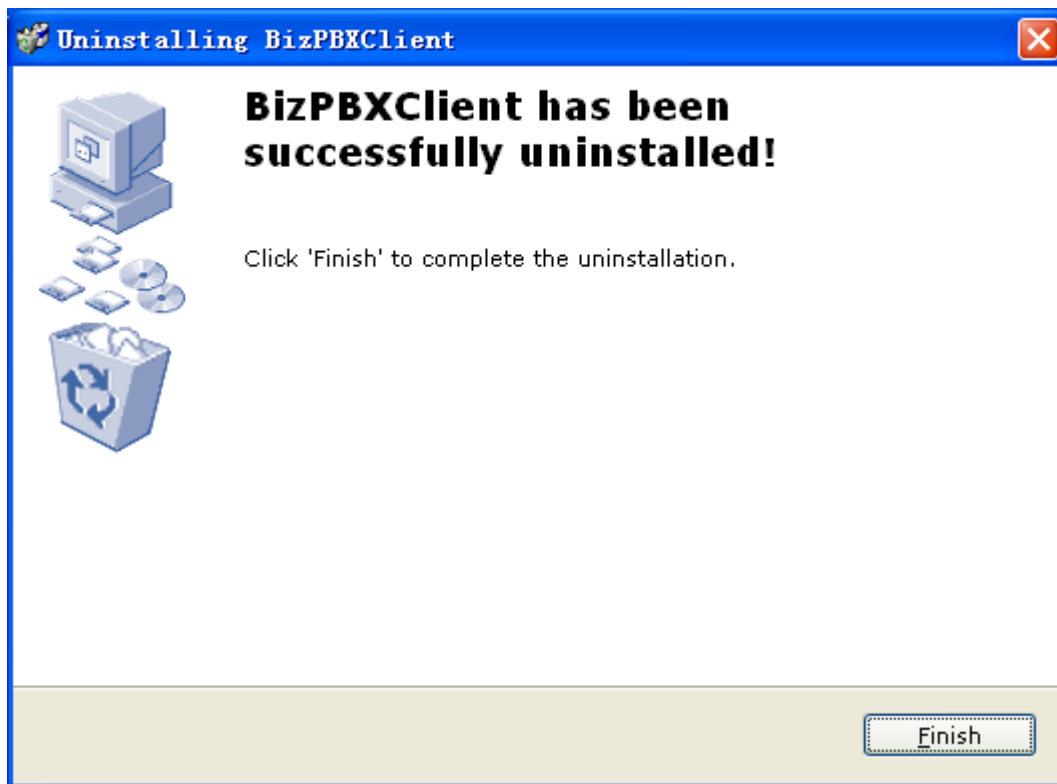 Uninstalling BizPBXClient
BizPBXClient has been
successfully uninstalled!
Click 'Finish' to complete the uninstallation.
Finish